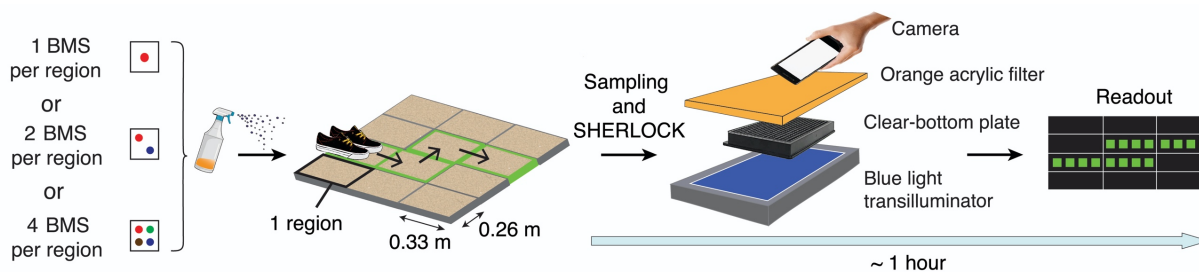 1 BMS
per region
or
2 BMS
per region
or
4 BMS
per region
1 region
0.33 m
0.26 m
Sampling
and
SHERLOCK
Camera
Orange acrylic filter
Clear-bottom plate
Blue light
transilluminator
Readout
~ 1 hour